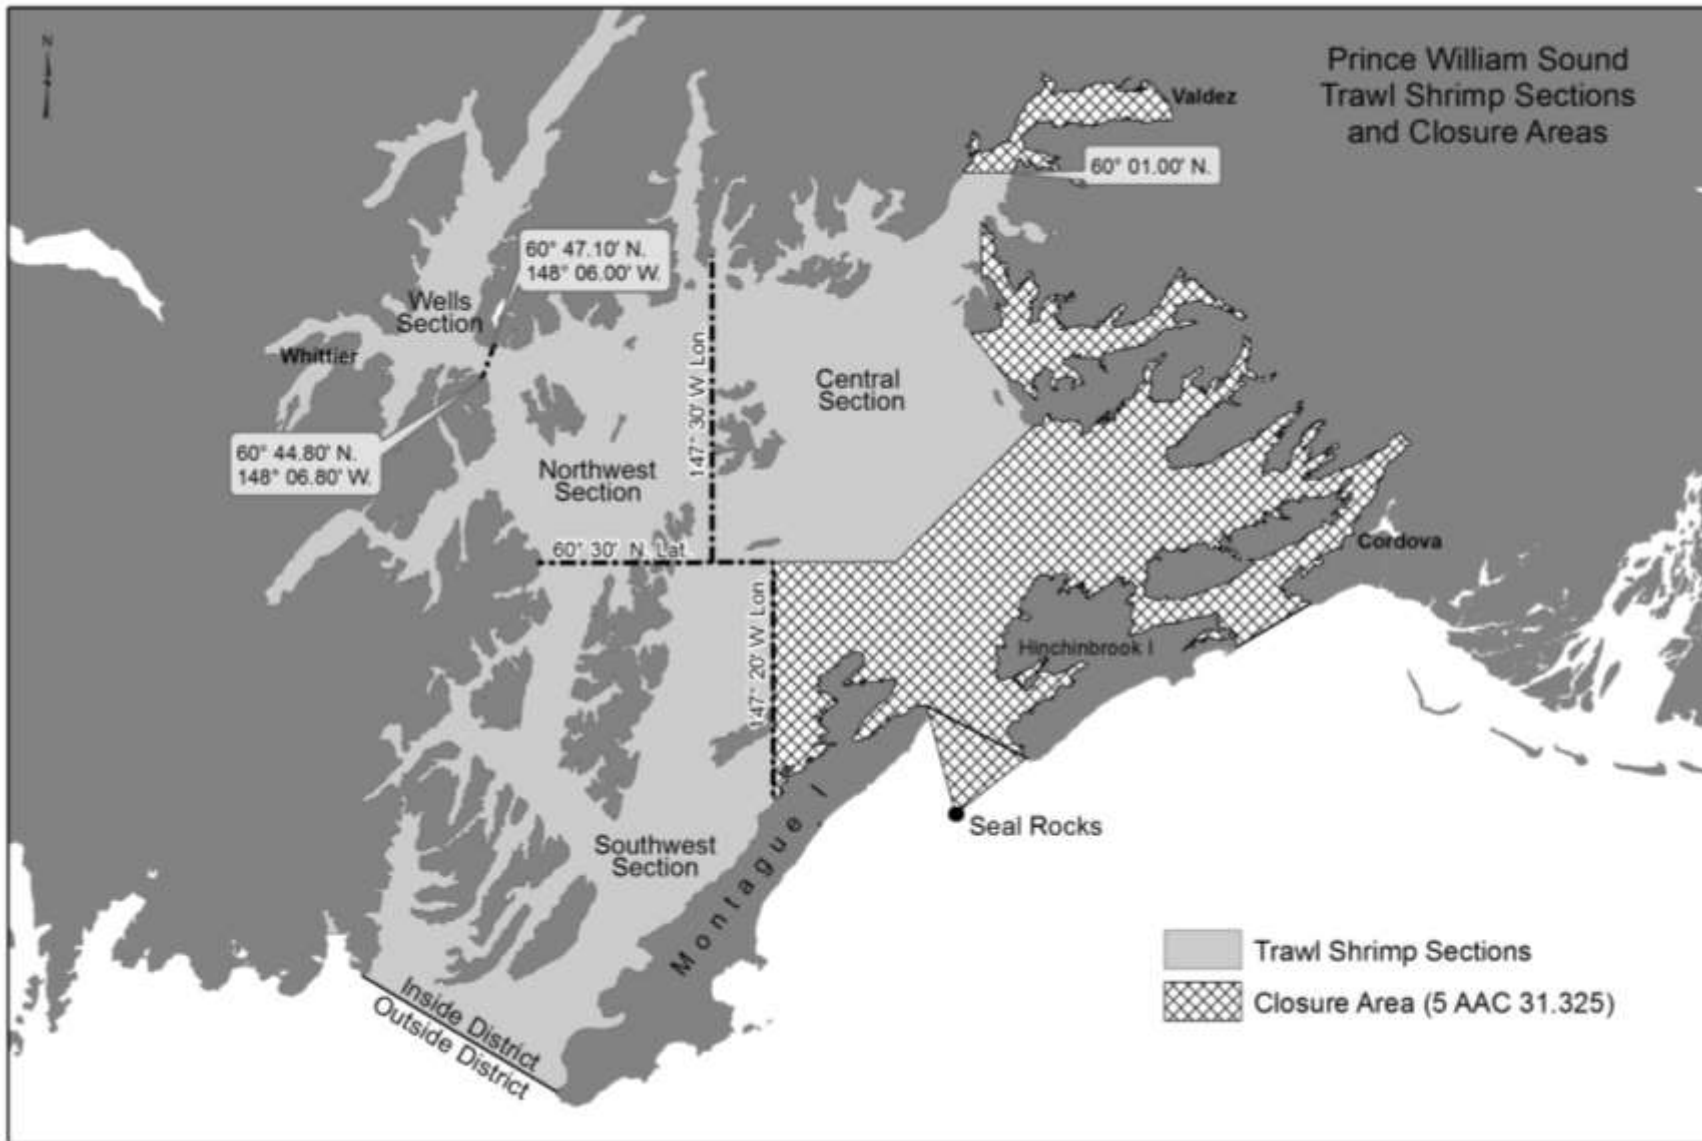 N
Prince William Sound
Trawl Shrimp Sections
and Closure Areas
Valdez
60° 01.00' N.
60° 47.10' N.
148° 06.00' W.
Wells
Section
Whittier
147° 30' W Lon
Central
Section
60° 44.80' N.
148° 06.80' W.
Northwest
Section
60° 30' N. Lat.
Cordova
147° 20' W Lon
Hinchinbrook I
Montague I
Seal Rocks
Southwest
Section
Inside District
Outside District
Trawl Shrimp Sections
Closure Area (5 AAC 31.325)